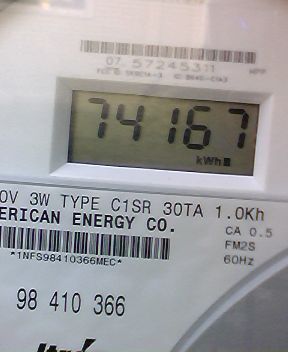 07 57245311
74167
kWh
0V 3W TYPE C1SR 30TA 1.0Kh
ERICAN ENERGY CO.
CA 0.5
FM2S
*1NFS98410366MEC*
60Hz
98 410 366